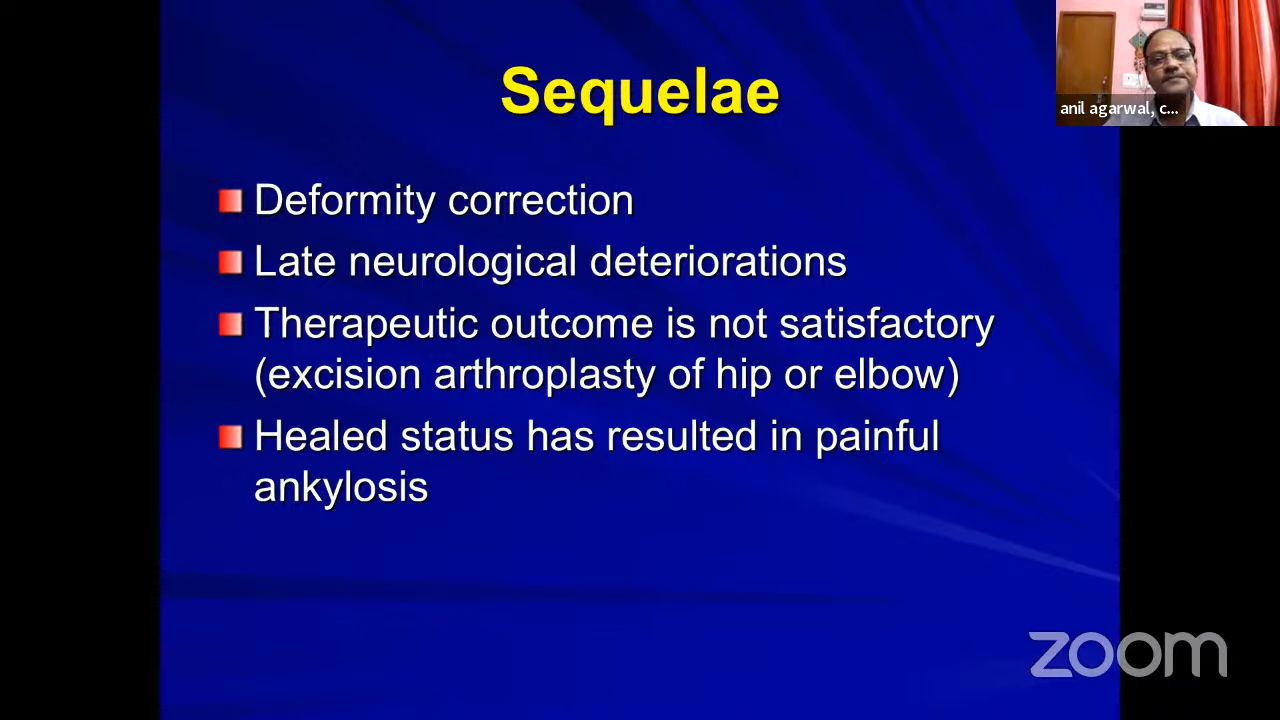 Sequelae
anil agarwal, c...
Deformity correction
Late neurological deteriorations
Therapeutic outcome is not satisfactory
(excision arthroplasty of hip or elbow)
Healed status has resulted in painful
ankylosis
zoom